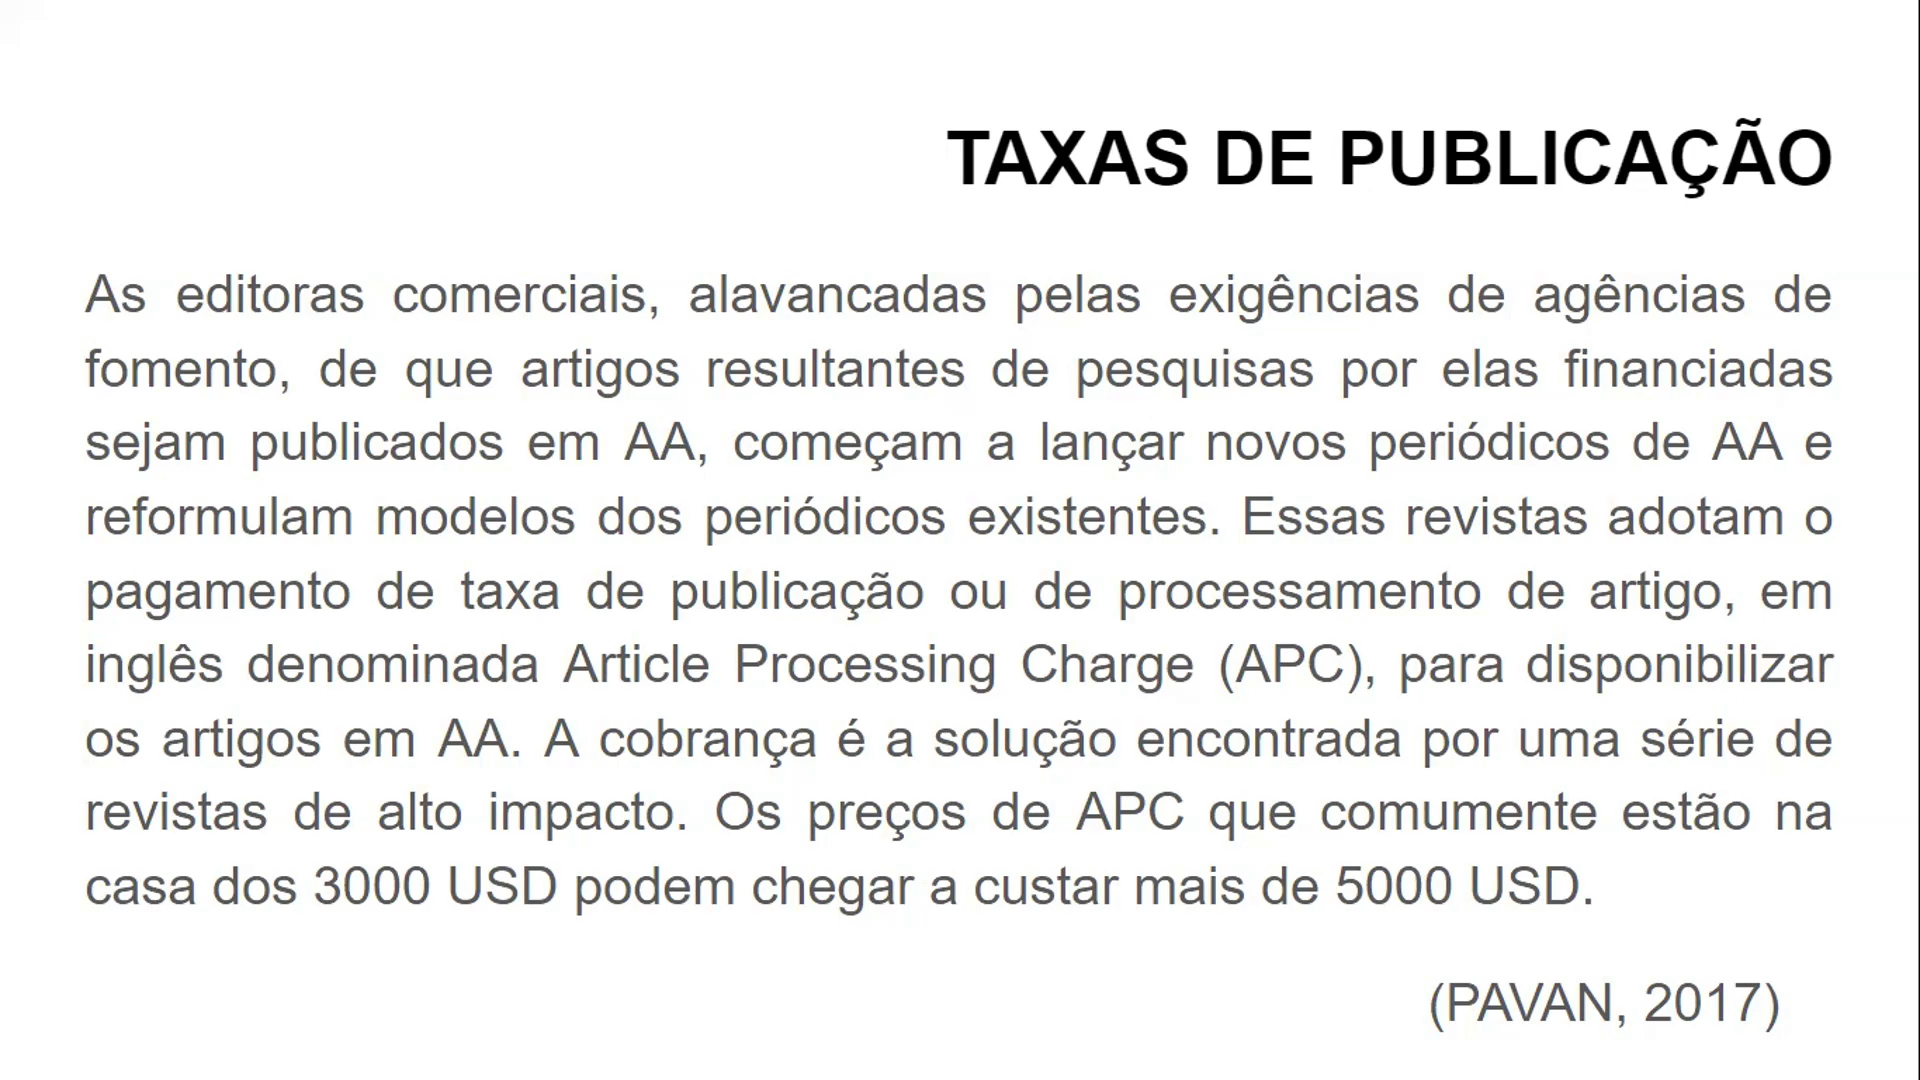 TAXAS DE PUBLICAÇÃO
As editoras comerciais, alavancadas pelas exigências de agências de
fomento, de que artigos resultantes de pesquisas por elas financiadas
sejam publicados em AA, começam a lançar novos periódicos de AA e
reformulam modelos dos periódicos existentes. Essas revistas adotam o
pagamento de taxa de publicação ou de processamento de artigo, em
inglês denominada Article Processing Charge (APC), para disponibilizar
os artigos em AA. A cobrança é a solução encontrada por uma série de
revistas de alto impacto. Os preços de APC que comumente estão na
casa dos 3000 USD podem chegar a custar mais de 5000 USD.
(PAVAN, 2017)